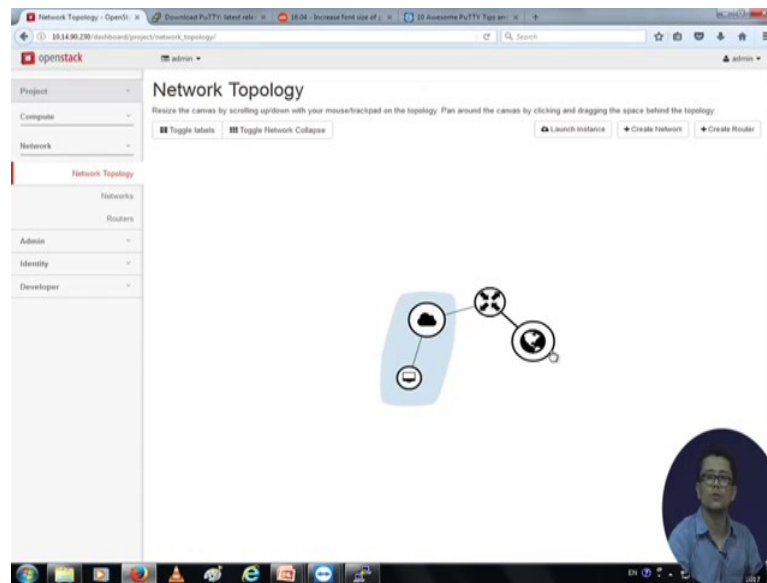 Network Topology - OpenSt
Download PuTTY: latest rele
16.04 - Increase font size of
10 Awesome PuTTY Tips an
10.14.90.230/dashboard/project/network_topology/
Search
openstack
admin
admin
Project
Compute
Network
Network Topology
Networks
Routers
Admin
Identity
Developer
Network Topology
Resize the canvas by scrolling up/down with your mouse/trackpad on the topology. Pan around the canvas by clicking and dragging the space behind the topology.
Toggle labels
Toggle Network Collapse
Launch Instance
+ Create Network
+ Create Router
EN